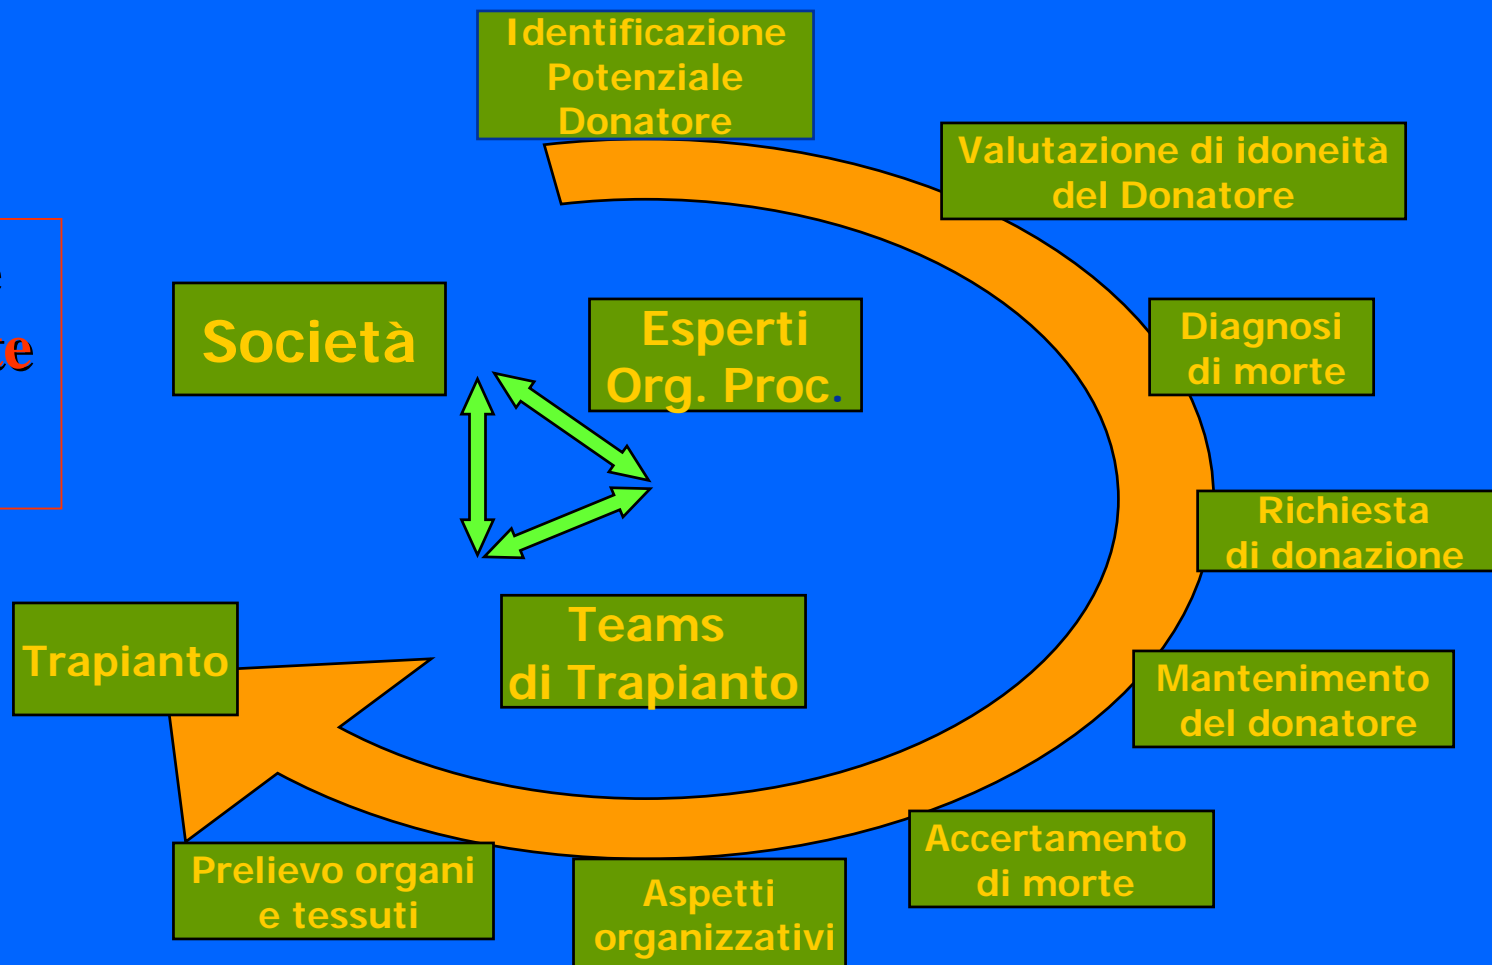 Identificazione
Potenziale
Donatore
Valutazione di idoneità
del Donatore
Società
Esperti
Org. Proc.
Diagnosi
di morte
Richiesta
di donazione
Teams
di Trapianto
Trapianto
Mantenimento
del donatore
Accertamento
di morte
Prelievo organi
e tessuti
Aspetti
organizzativi